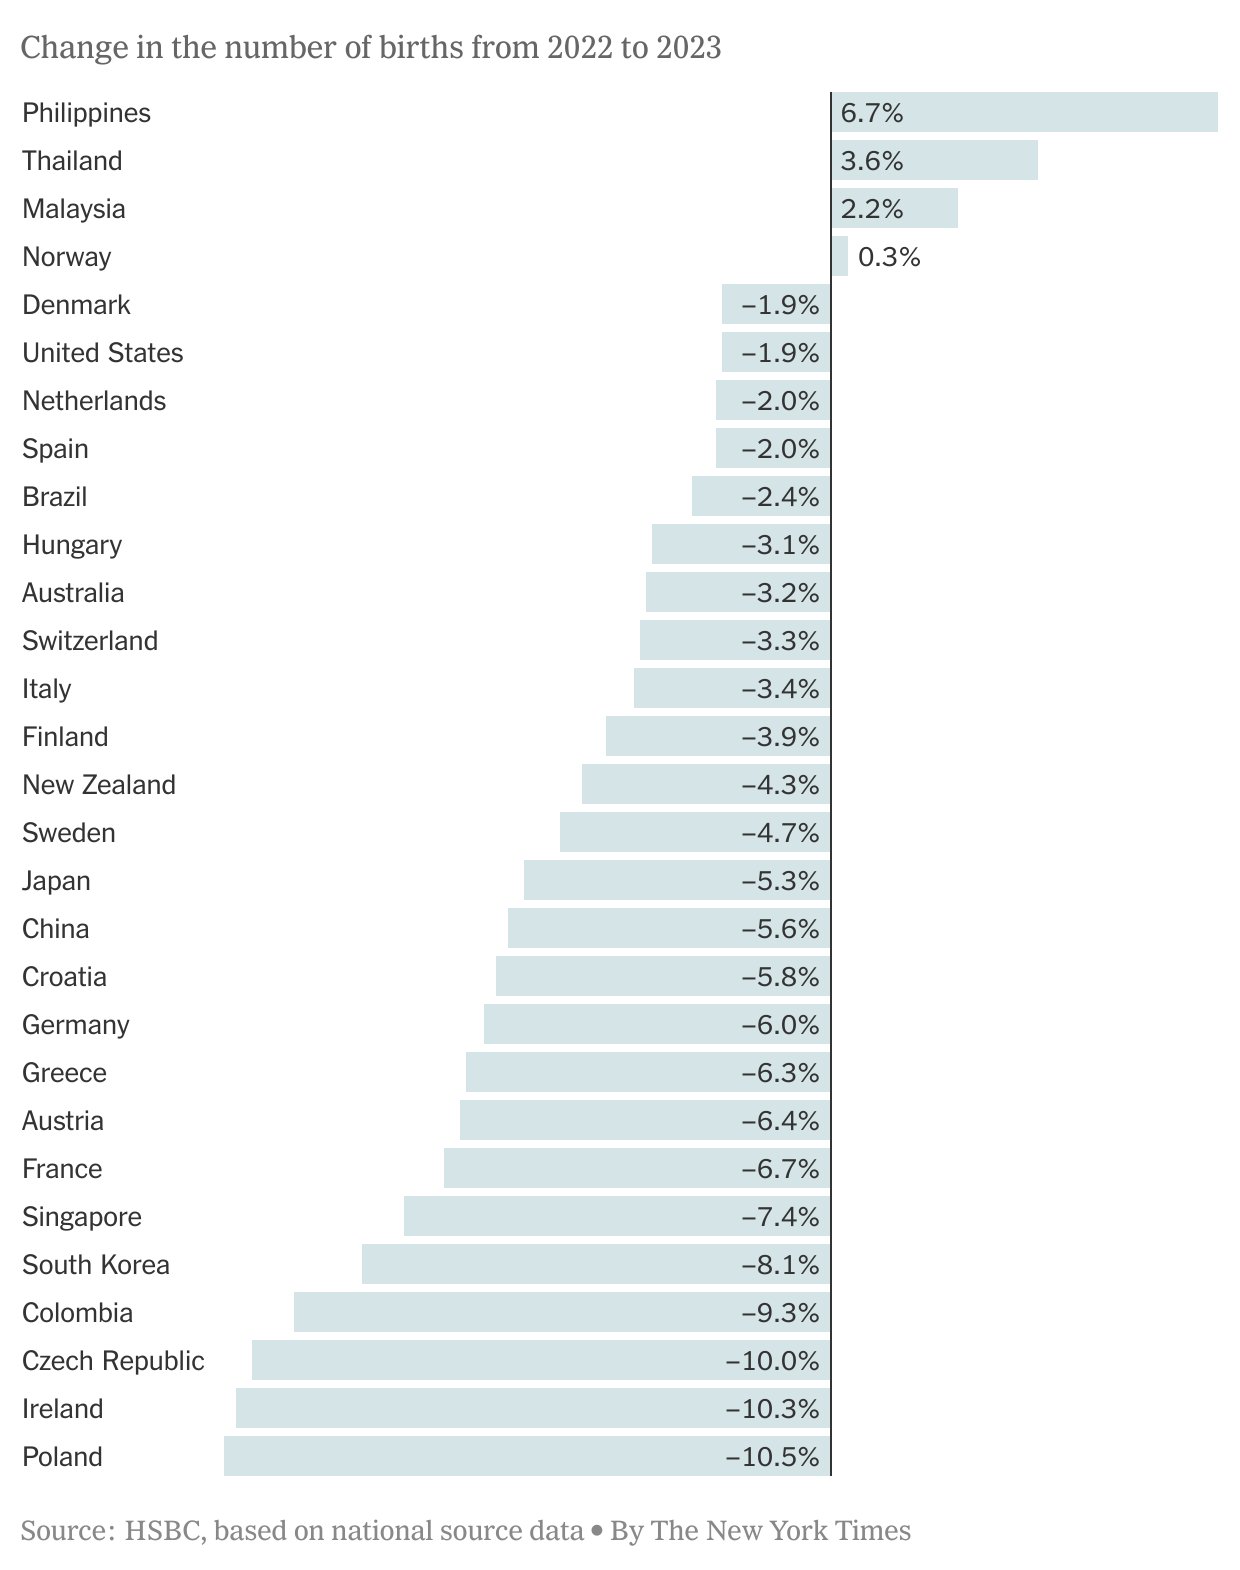 Change in the number of births from 2022 to 2023
Philippines 6.7%
Thailand 3.6%
Malaysia 2.2%
Norway 0.3%
Denmark –1.9%
United States –1.9%
Netherlands –2.0%
Spain –2.0%
Brazil –2.4%
Hungary –3.1%
Australia –3.2%
Switzerland –3.3%
Italy –3.4%
Finland –3.9%
New Zealand –4.3%
Sweden –4.7%
Japan –5.3%
China –5.6%
Croatia –5.8%
Germany –6.0%
Greece –6.3%
Austria –6.4%
France –6.7%
Singapore –7.4%
South Korea –8.1%
Colombia –9.3%
Czech Republic –10.0%
Ireland –10.3%
Poland –10.5%
Source: HSBC, based on national source data • By The New York Times